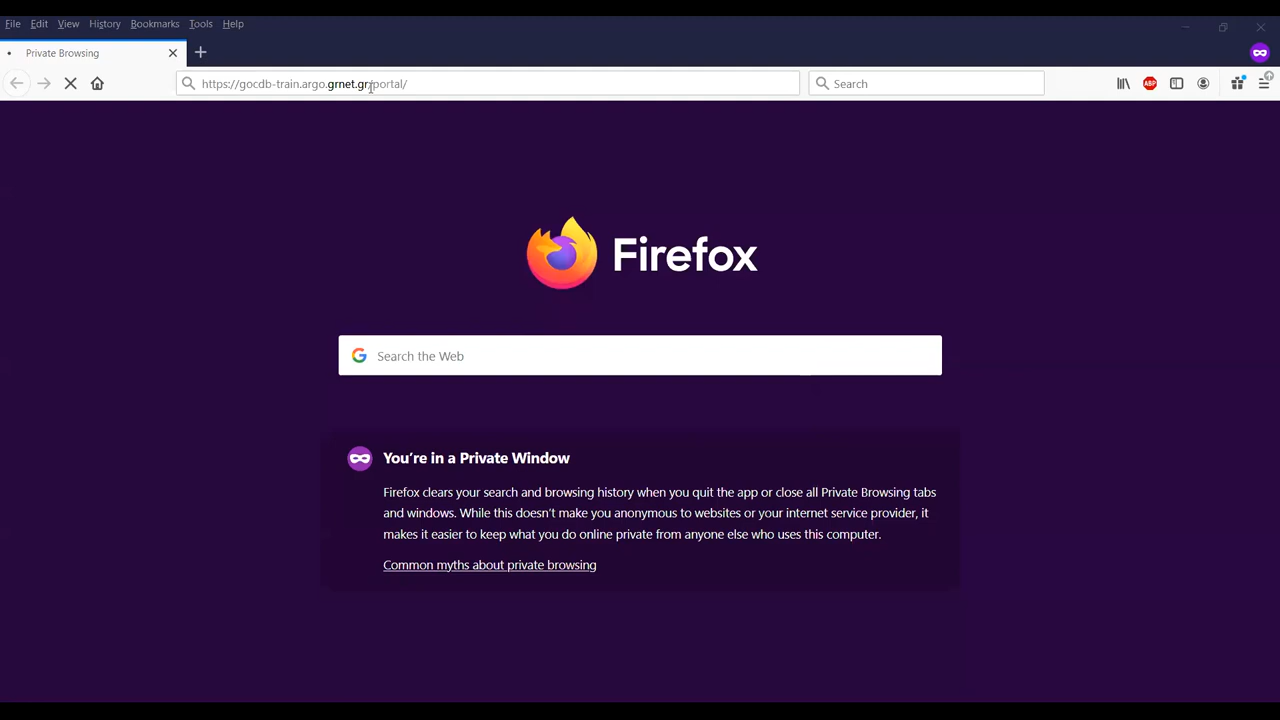 File Edit View History Bookmarks Tools Help
Private Browsing
https://gocdb-train.argo.grnet.gr/portal/
Search
ABP
Firefox
Search the Web
You're in a Private Window
Firefox clears your search and browsing history when you quit the app or close all Private Browsing tabs
and windows. While this doesn't make you anonymous to websites or your internet service provider, it
makes it easier to keep what you do online private from anyone else who uses this computer.
Common myths about private browsing